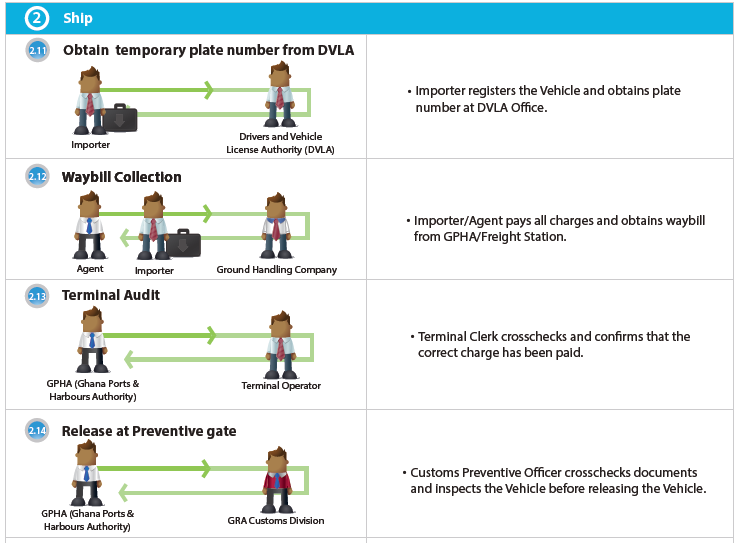 2 Ship
2.11 Obtain temporary plate number from DVLA
Importer
Drivers and Vehicle
License Authority (DVLA)
• Importer registers the Vehicle and obtains plate
number at DVLA Office.
2.12 Waybill Collection
Agent
Importer
Ground Handling Company
• Importer/Agent pays all charges and obtains waybill
from GPHA/Freight Station.
2.13 Terminal Audit
GPHA (Ghana Ports &
Harbours Authority)
Terminal Operator
• Terminal Clerk crosschecks and confirms that the
correct charge has been paid.
2.14 Release at Preventive gate
GPHA (Ghana Ports &
Harbours Authority)
GRA Customs Division
• Customs Preventive Officer crosschecks documents
and inspects the Vehicle before releasing the Vehicle.